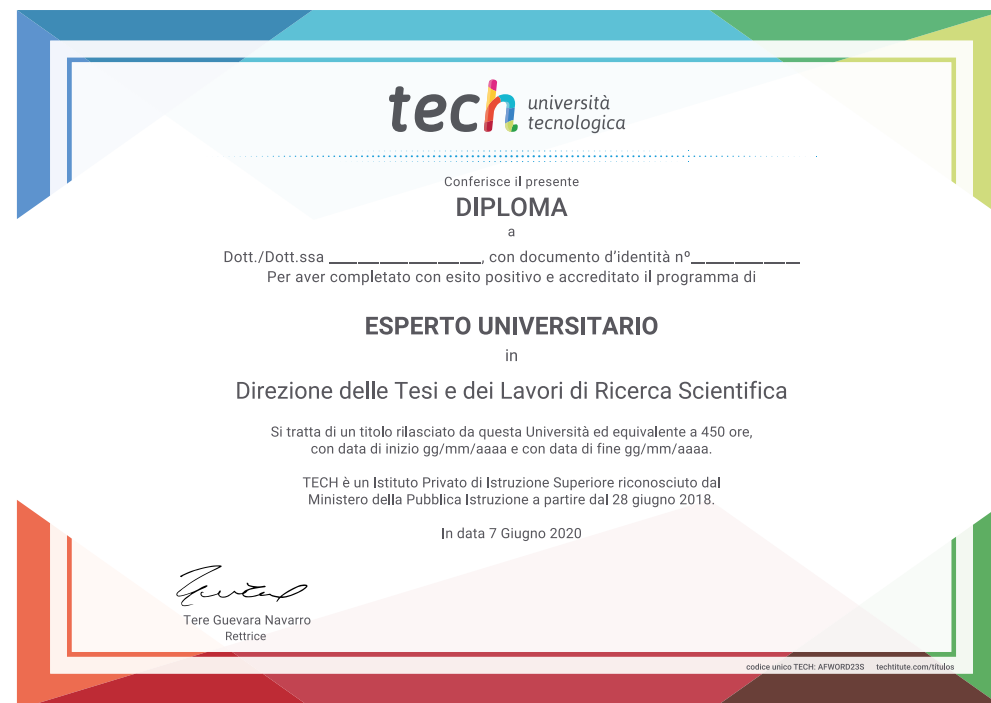 tech università
tecnologica
Conferisce il presente
DIPLOMA
a
Dott./Dott.ssa ____________________, con documento d'identità nº______________
Per aver completato con esito positivo e accreditato il programma di
ESPERTO UNIVERSITARIO
in
Direzione delle Tesi e dei Lavori di Ricerca Scientifica
Si tratta di un titolo rilasciato da questa Università ed equivalente a 450 ore,
con data di inizio gg/mm/aaaa e con data di fine gg/mm/aaaa.
TECH è un Istituto Privato di Istruzione Superiore riconosciuto dal
Ministero della Pubblica Istruzione a partire dal 28 giugno 2018.
In data 7 Giugno 2020
Tere Guevara Navarro
Rettrice
codice unico TECH: AFWORD23S techtitute.com/titulos